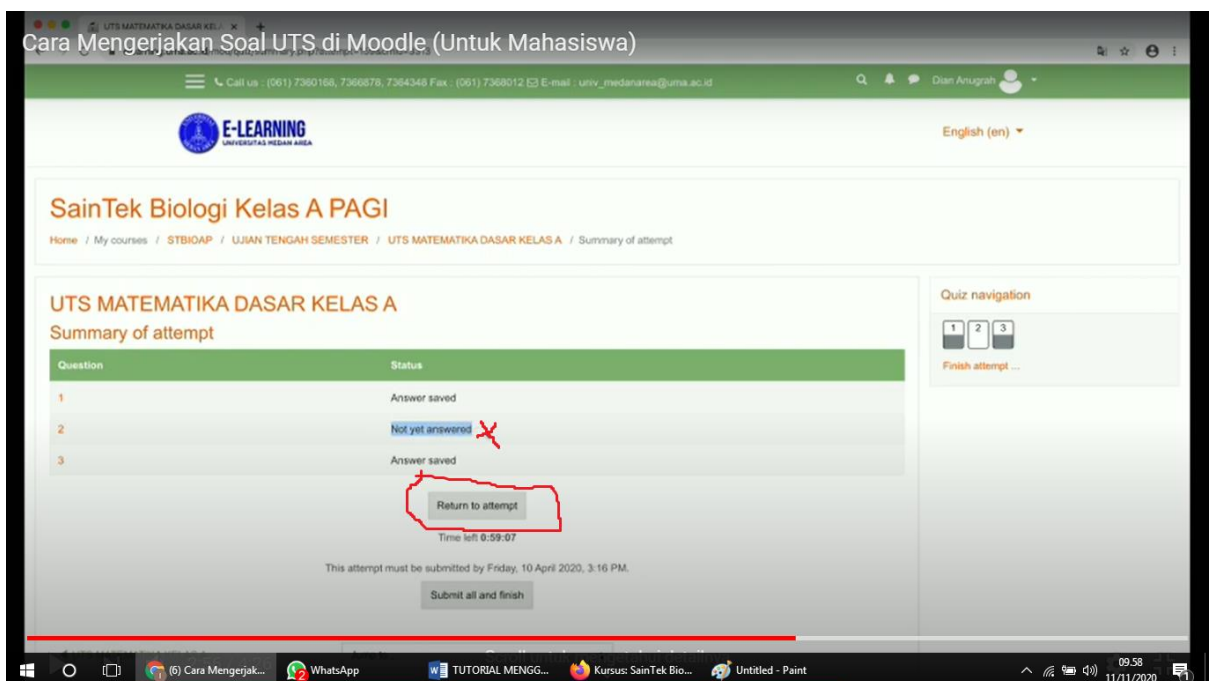 UTS MATEMATIKA DASAR KEL
Cara Mengerjakan Soal UTS di Moodle (Untuk Mahasiswa)
Call us : (061) 7360168, 7366878, 7364348 Fax : (061) 7368012 E-mail : univ_medanarea@uma.ac.id
Dian Anugrah
E-LEARNING
UNIVERSITAS MEDAN AREA
English (en)
SainTek Biologi Kelas A PAGI
Home / My courses / STBIOAP / UJIAN TENGAH SEMESTER / UTS MATEMATIKA DASAR KELAS A / Summary of attempt
UTS MATEMATIKA DASAR KELAS A
Summary of attempt
Question Status
1 Answer saved
2 Not yet answered
3 Answer saved
Return to attempt
Time left 0:59:07
This attempt must be submitted by Friday, 10 April 2020, 3:16 PM.
Submit all and finish
Quiz navigation
1 2 3
Finish attempt ...
(6) Cara Mengerjak... WhatsApp TUTORIAL MENGG... Kursus: SainTek Bio... Untitled - Paint
09.58
11/11/2020